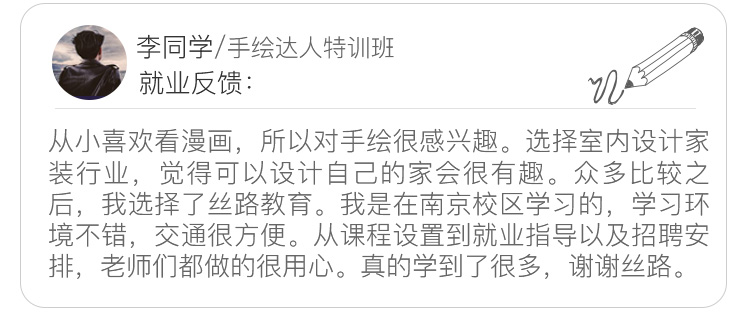 李同学/手绘达人特训班
就业反馈：
从小喜欢看漫画，所以对手绘很感兴趣。选择室内设计家
装行业，觉得可以设计自己的家会很有趣。众多比较之
后，我选择了丝路教育。我是在南京校区学习的，学习环
境不错，交通很方便。从课程设置到就业指导以及招聘安
排，老师们都做的很用心。真的学到了很多，谢谢丝路。